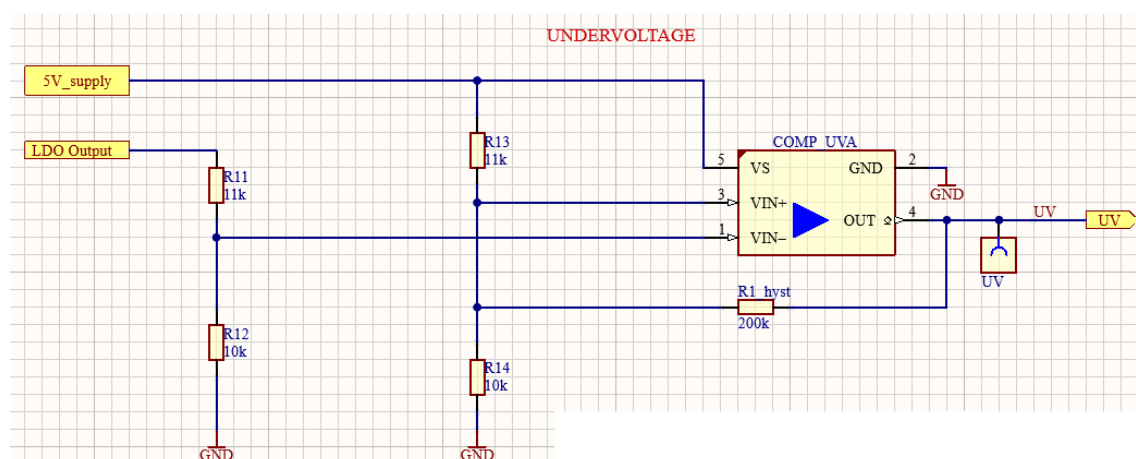 UNDERVOLTAGE
5V_supply
LDO Output
R11
11k
R13
11k
COMP_UVA
5 VS GND 2
GND
3 VIN+
OUT 4
1 VIN–
UV
UV
UV
R1_hyst
200k
R12
10k
R14
10k
GND
GND